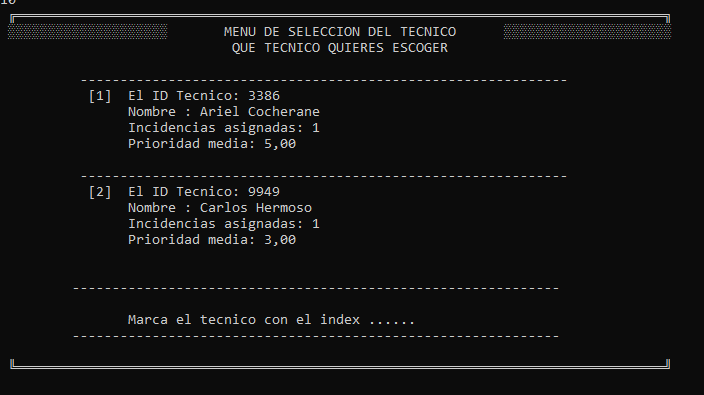 10
MENU DE SELECCION DEL TECNICO
QUE TECNICO QUIERES ESCOGER
[1] El ID Tecnico: 3386
Nombre : Ariel Cocherane
Incidencias asignadas: 1
Prioridad media: 5,00
[2] El ID Tecnico: 9949
Nombre : Carlos Hermoso
Incidencias asignadas: 1
Prioridad media: 3,00
Marca el tecnico con el index ......